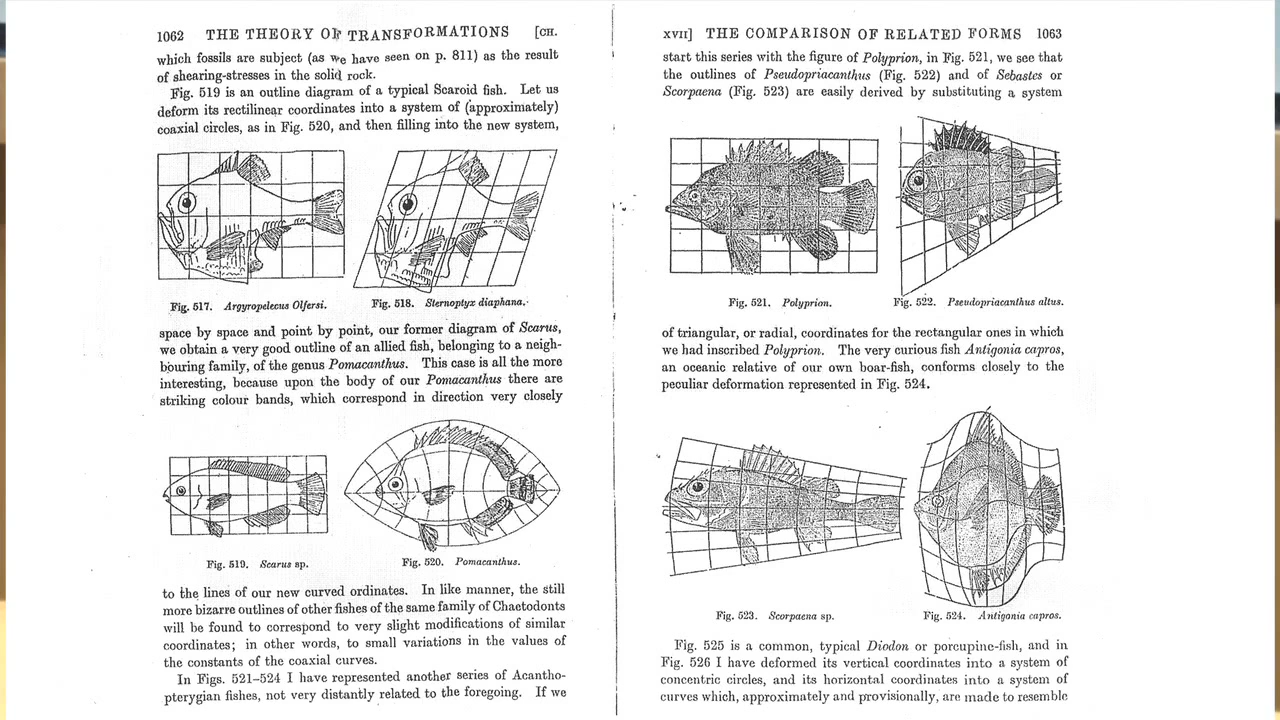 1062 THE THEORY OF TRANSFORMATIONS [CH.
which fossils are subject (as we have seen on p. 811) as the result
of shearing-stresses in the solid rock.
Fig. 519 is an outline diagram of a typical Scaroid fish. Let us
deform its rectilinear coordinates into a system of (approximately)
coaxial circles, as in Fig. 520, and then filling into the new system,
Fig. 517. Argyropelecus Olfersi.
Fig. 518. Sternoptyx diaphana.
space by space and point by point, our former diagram of Scarus,
we obtain a very good outline of an allied fish, belonging to a neigh-
bouring family, of the genus Pomacanthus. This case is all the more
interesting, because upon the body of our Pomacanthus there are
striking colour bands, which correspond in direction very closely
Fig. 519. Scarus sp.
Fig. 520. Pomacanthus.
to the lines of our new curved ordinates. In like manner, the still
more bizarre outlines of other fishes of the same family of Chaetodonts
will be found to correspond to very slight modifications of similar
coordinates; in other words, to small variations in the values of
the constants of the coaxial curves.
In Figs. 521–524 I have represented another series of Acantho-
pterygian fishes, not very distantly related to the foregoing. If we
XVII] THE COMPARISON OF RELATED FORMS 1063
start this series with the figure of Polyprion, in Fig. 521, we see that
the outlines of Pseudopriacanthus (Fig. 522) and of Sebastes or
Scorpaena (Fig. 523) are easily derived by substituting a system
Fig. 521. Polyprion.
Fig. 522. Pseudopriacanthus altus.
of triangular, or radial, coordinates for the rectangular ones in which
we had inscribed Polyprion. The very curious fish Antigonia capros,
an oceanic relative of our own boar-fish, conforms closely to the
peculiar deformation represented in Fig. 524.
Fig. 523. Scorpaena sp.
Fig. 524. Antigonia capros.
Fig. 525 is a common, typical Diodon or porcupine-fish, and in
Fig. 526 I have deformed its vertical coordinates into a system of
concentric circles, and its horizontal coordinates into a system of
curves which, approximately and provisionally, are made to resemble